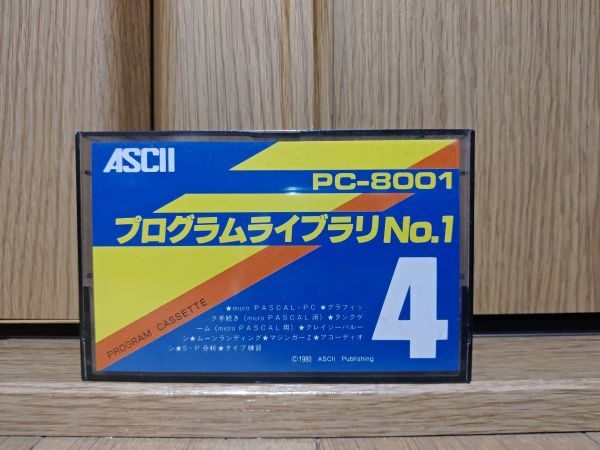 ASCII
PC-8001
プログラムライブラリNo.1
PROGRAM CASSETTE
★micro PASCAL-PC★グラフィッ
ク手続き(micro PASCAL用)★タンクゲ
ーム(micro PASCAL用)★クレイジーバルー
ン★ムーンランディング★マジンガーZ★アコーディオ
ン★S-P分析★タイプ練習
4
©1980 ASCII Publishing